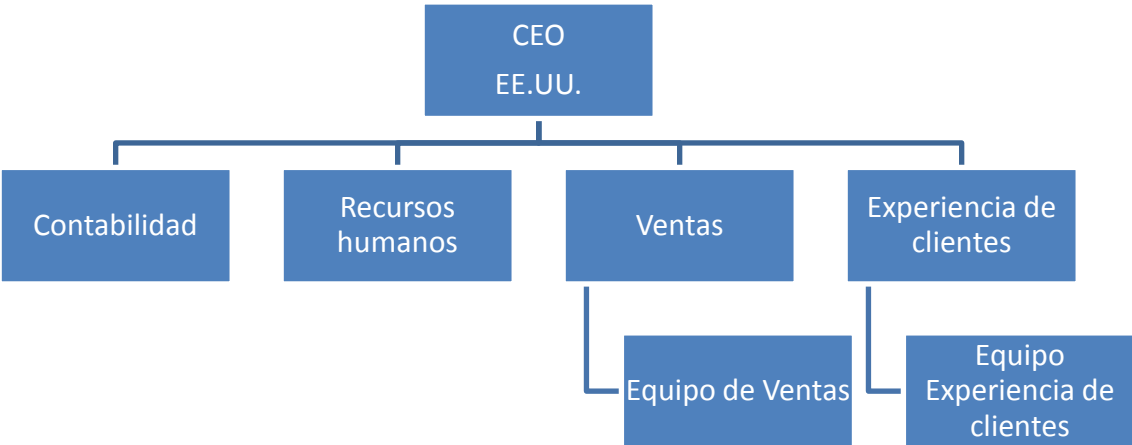 CEO
EE.UU.
Contabilidad
Recursos
humanos
Ventas
Experiencia de
clientes
Equipo de Ventas
Equipo
Experiencia de
clientes